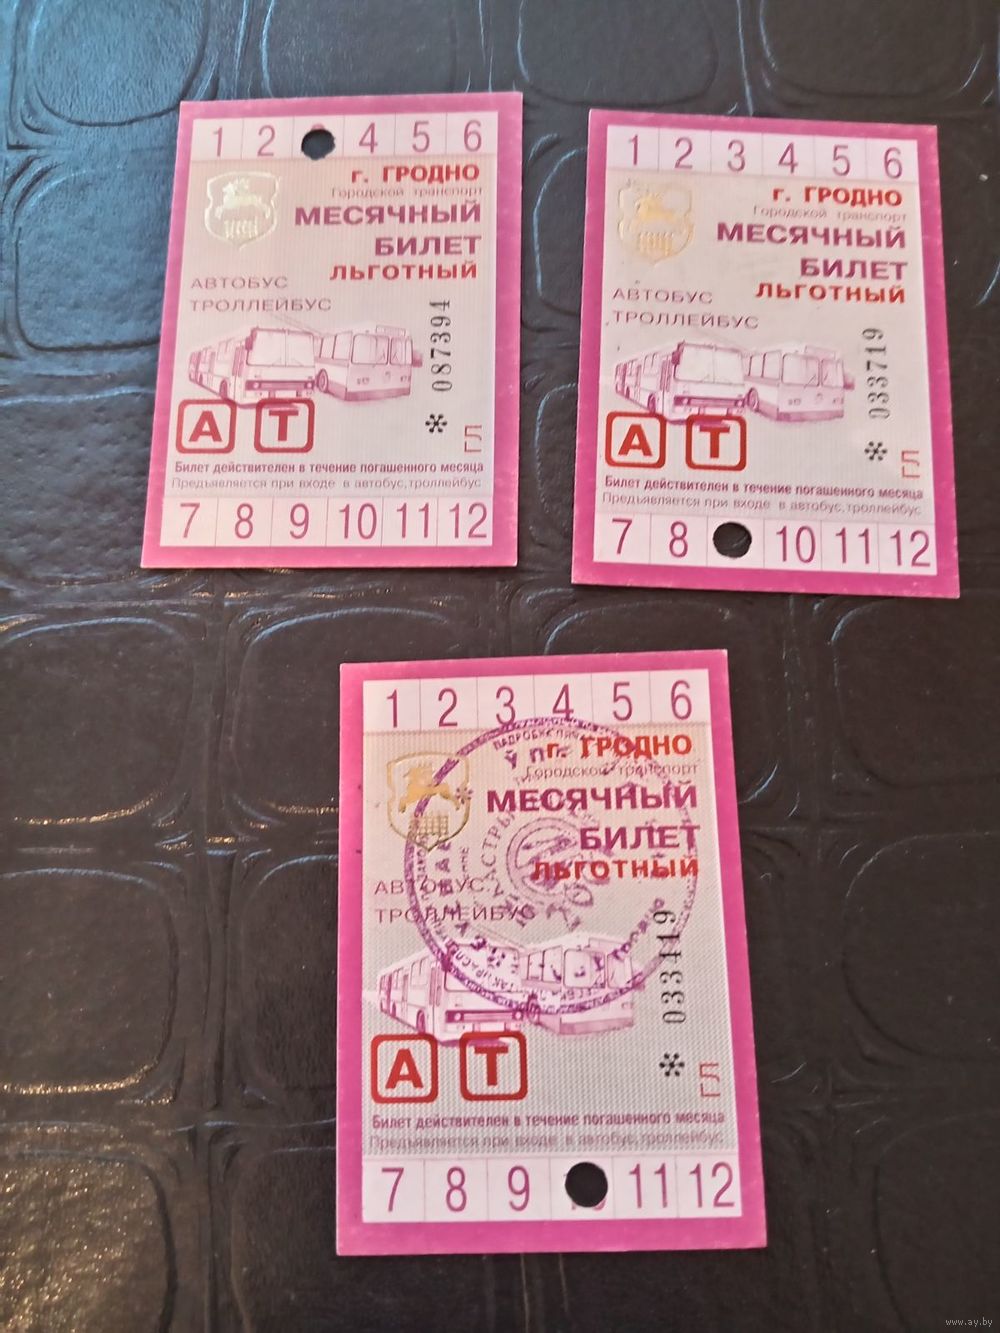 1 2 4 5 6
г. ГРОДНО
Городской транспорт
МЕСЯЧНЫЙ
БИЛЕТ
ЛЬГОТНЫЙ
АВТОБУС
ТРОЛЛЕЙБУС
087394
А Т
* Б
Билет действителен в течение погашенного месяца
Предъявляется при входе в автобус,троллейбус
7 8 9 10 11 12
1 2 3 4 5 6
г. ГРОДНО
Городской транспорт
МЕСЯЧНЫЙ
БИЛЕТ
ЛЬГОТНЫЙ
АВТОБУС
ТРОЛЛЕЙБУС
033719
А Т
* Б
Билет действителен в течение погашенного месяца
Предъявляется при входе в автобус,троллейбус
7 8 10 11 12
1 2 3 4 5 6
г. ГРОДНО
Городской транспорт
МЕСЯЧНЫЙ
БИЛЕТ
ЛЬГОТНЫЙ
АВТОБУС
ТРОЛЛЕЙБУС
033419
А Т
*
Билет действителен в течение погашенного месяца
Предъявляется при входе в автобус,троллейбус
7 8 9 11 12
www.ay.by